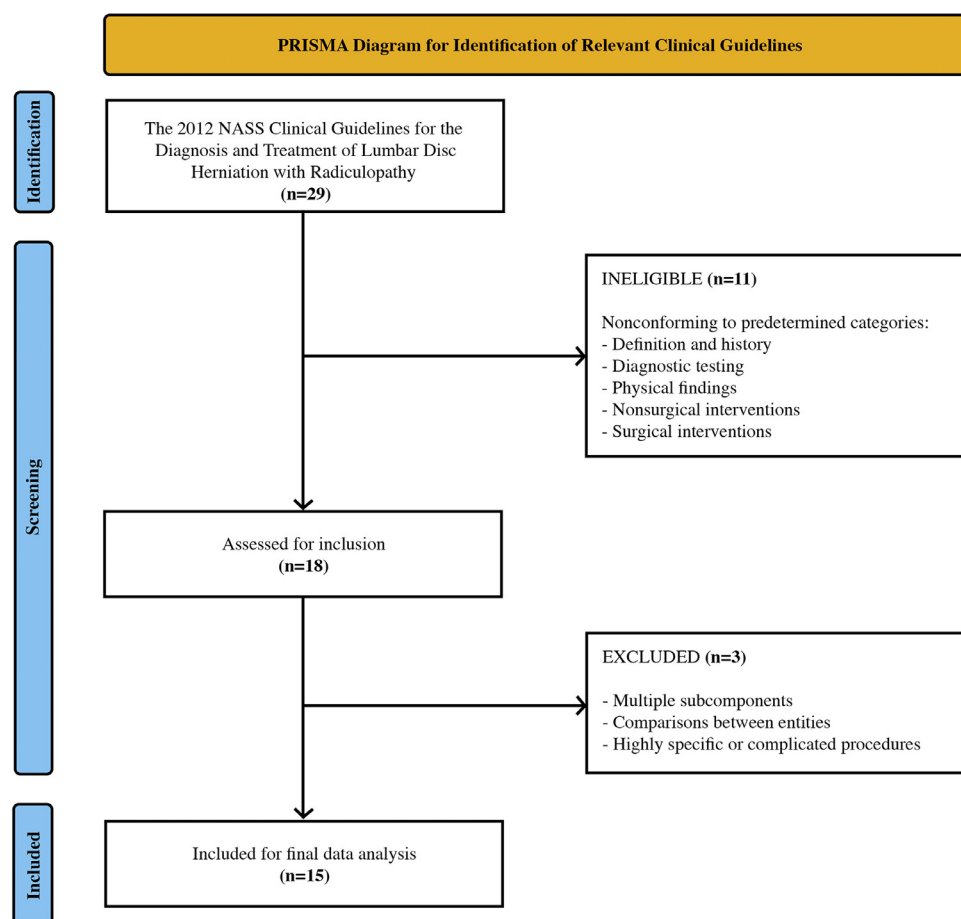 PRISMA Diagram for Identification of Relevant Clinical Guidelines
Identification
The 2012 NASS Clinical Guidelines for the
Diagnosis and Treatment of Lumbar Disc
Herniation with Radiculopathy
(n=29)
Screening
INELIGIBLE (n=11)
Nonconforming to predetermined categories:
- Definition and history
- Diagnostic testing
- Physical findings
- Nonsurgical interventions
- Surgical interventions
Assessed for inclusion
(n=18)
EXCLUDED (n=3)
- Multiple subcomponents
- Comparisons between entities
- Highly specific or complicated procedures
Included
Included for final data analysis
(n=15)